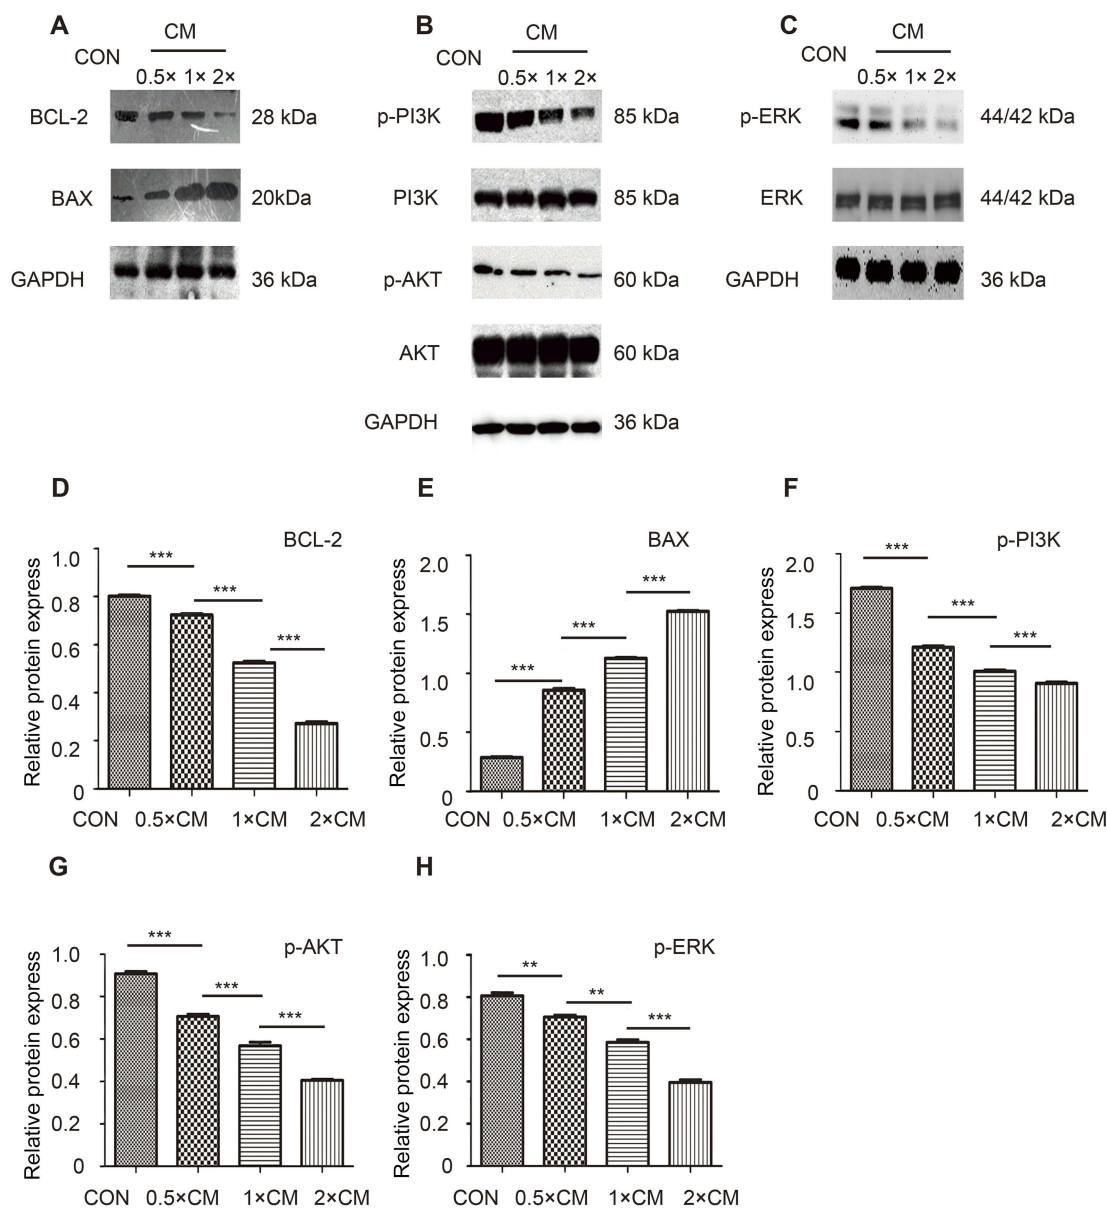 A
CM
CON
0.5× 1× 2×
BCL-2
28 kDa
BAX
20kDa
GAPDH
36 kDa
B
CM
CON
0.5× 1× 2×
p-PI3K
85 kDa
PI3K
85 kDa
p-AKT
60 kDa
AKT
60 kDa
GAPDH
36 kDa
C
CM
CON
0.5× 1× 2×
p-ERK
44/42 kDa
ERK
44/42 kDa
GAPDH
36 kDa
D
BCL-2
Relative protein express
1.0
0.8
0.6
0.4
0.2
0
***
***
***
CON 0.5×CM 1×CM 2×CM
E
BAX
Relative protein express
2.0
1.5
1.0
0.5
0
***
***
***
CON 0.5×CM 1×CM 2×CM
F
p-PI3K
Relative protein express
2.0
1.5
1.0
0.5
0
***
***
***
CON 0.5×CM 1×CM 2×CM
G
p-AKT
Relative protein express
1.0
0.8
0.6
0.4
0.2
0
***
***
***
CON 0.5×CM 1×CM 2×CM
H
p-ERK
Relative protein express
1.0
0.8
0.6
0.4
0.2
0
**
**
***
CON 0.5×CM 1×CM 2×CM